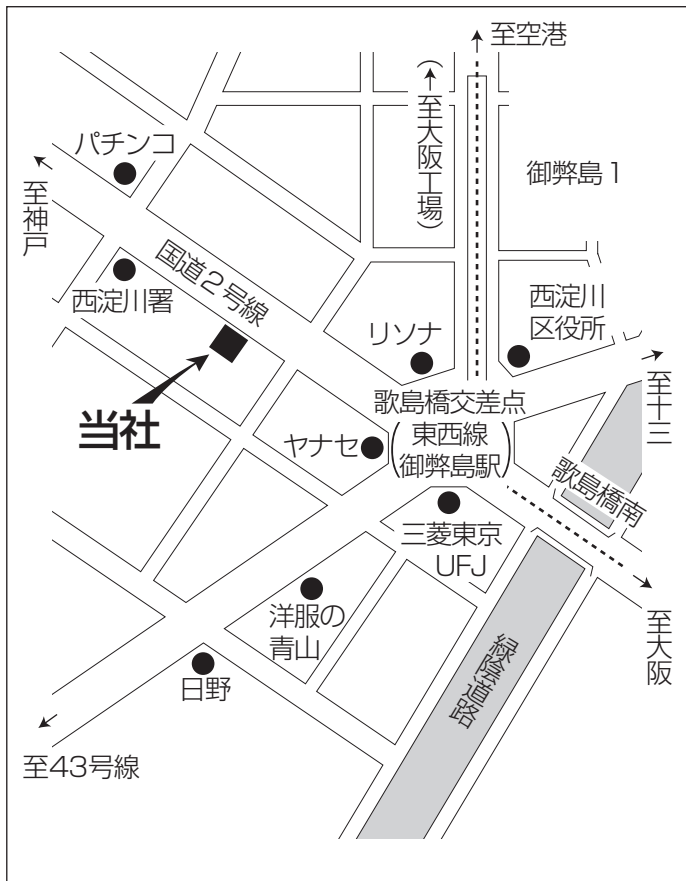 至空港
(至大阪工場)
パチンコ
御弊島1
至神戸
国道2号線
西淀川署
西淀川
区役所
リソナ
当社
至十三
歌島橋交差点
ヤナセ
(東西線
御弊島駅)
歌島橋南
三菱東京
UFJ
洋服の
青山
至大阪
緑陰道路
日野
至43号線